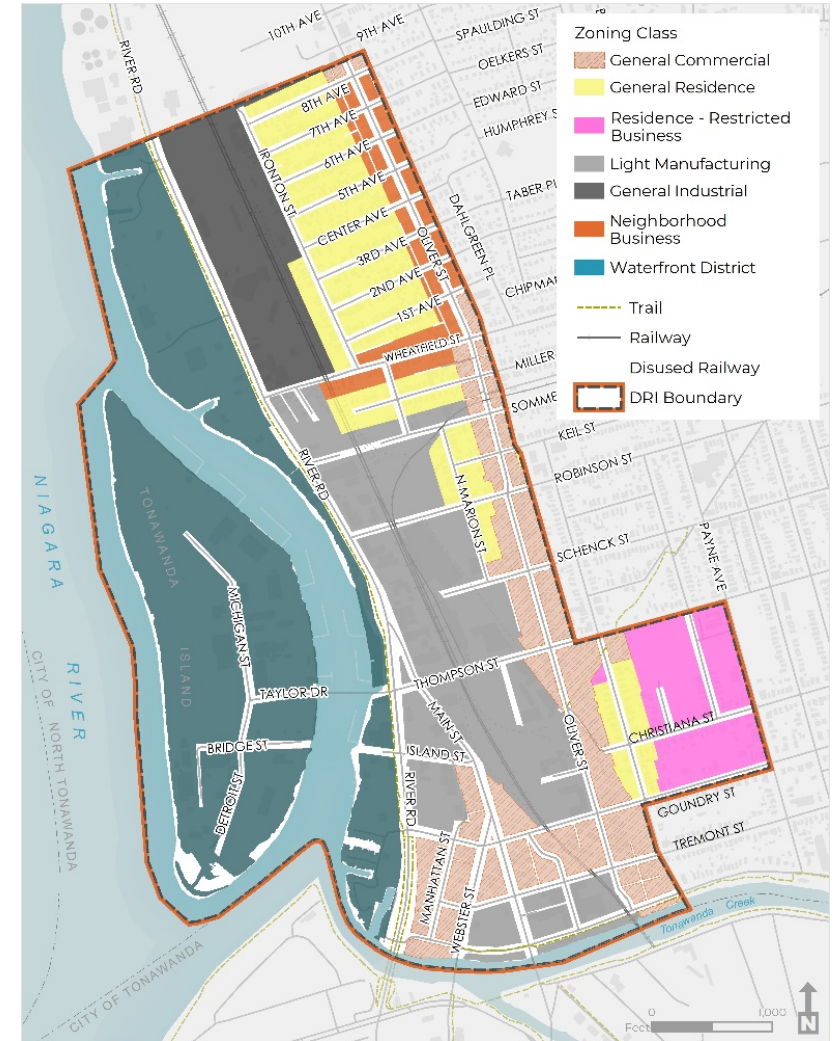 10TH AVE
9TH AVE
SPAULDING ST
OELKERS ST
EDWARD ST
HUMPHREY S
TABER PL
DAHLGREEN PL
CHIPMA
MILLER
SOMME
KEIL ST
ROBINSON ST
SCHENCK ST
PAYNE AVE
RIVER RD
8TH AVE
7TH AVE
6TH AVE
5TH AVE
CENTER AVE
3RD AVE
2ND AVE
1ST AVE
IRONTON ST
OLIVER ST
WHEATFIELD ST
RIVER RD
N MARION ST
THOMPSON ST
MAIN ST
OLIVER ST
CHRISTIANA ST
GOUNDRY ST
TREMONT ST
ISLAND ST
RIVER RD
MANHATTAN ST
WEBSTER ST
TONAWANDA
ISLAND
MICHIGAN ST
TAYLOR DR
BRIDGE ST
DETROIT ST
NIAGARA
RIVER
CITY OF NORTH TONAWANDA
CITY OF TONAWANDA
Tonawanda Creek
Zoning Class
General Commercial
General Residence
Residence - Restricted
Business
Light Manufacturing
General Industrial
Neighborhood
Business
Waterfront District
Trail
Railway
Disused Railway
DRI Boundary
0 1,000
Feet
N